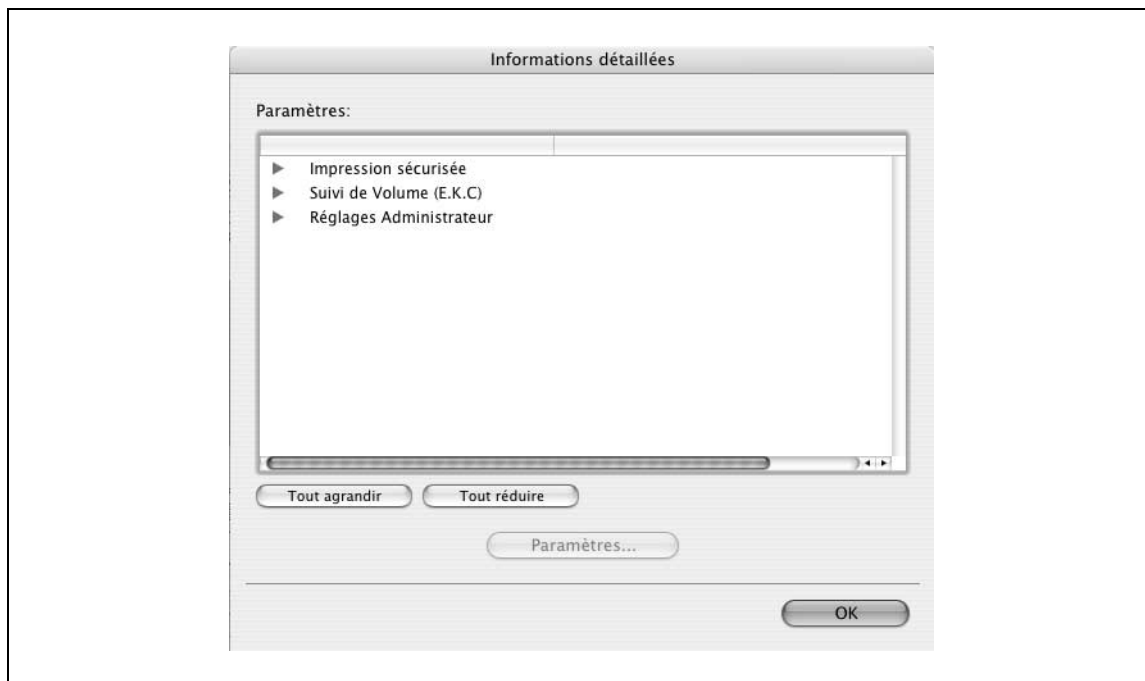 Informations détaillées
Paramètres:
Impression sécurisée
Suivi de Volume (E.K.C)
Réglages Administrateur
Tout agrandir
Tout réduire
Paramètres...
OK